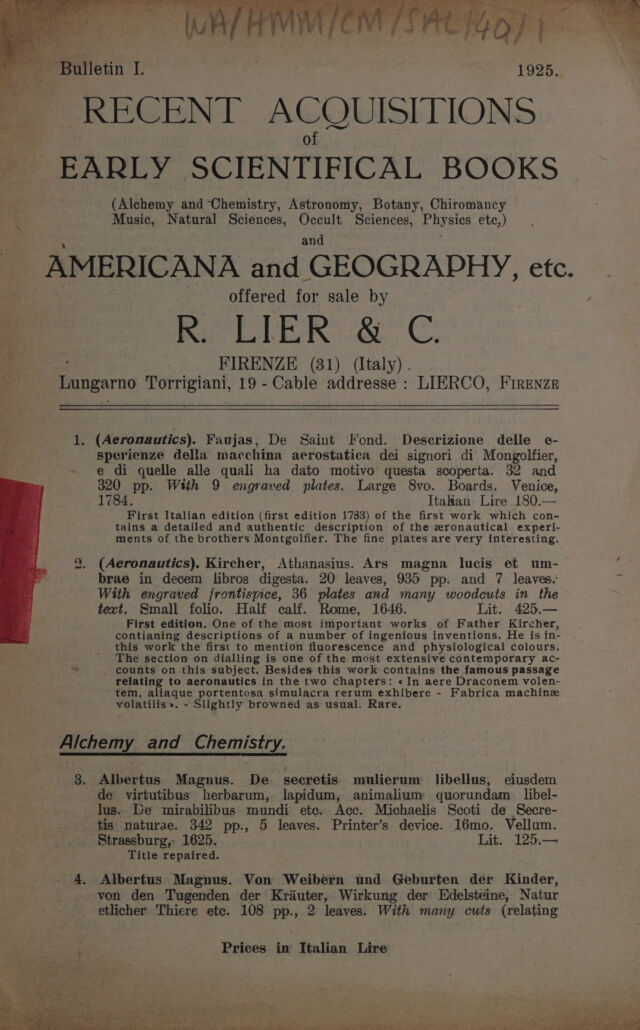 WA/HMM/CM/SAL/40/1
Bulletin I. 1925.
RECENT ACQUISITIONS
of
EARLY SCIENTIFICAL BOOKS
(Alchemy and Chemistry, Astronomy, Botany, Chiromancy
Music, Natural Sciences, Occult Sciences, Physics etc,)
and
AMERICANA and GEOGRAPHY, etc.
offered for sale by
R. LIER & C.
FIRENZE (31) (Italy).
Lungarno Torrigiani, 19 - Cable addresse : LIERCO, FIRENZE
1. (Aeronautics). Faujas, De Saint Fond. Descrizione delle e-
sperienze della macchina aerostatica dei signori di Mongolfier,
e di quelle alle quali ha dato motivo questa scoperta. 32 and
320 pp. With 9 engraved plates. Large 8vo. Boards. Venice,
1784. Italian Lire 180.—
First Italian edition (first edition 1783) of the first work which con-
tains a detailed and authentic description of the æronautical experi-
ments of the brothers Montgolfier. The fine plates are very interesting.
2. (Aeronautics). Kircher, Athanasius. Ars magna lucis et um-
brae in decem libros digesta. 20 leaves, 935 pp. and 7 leaves.
With engraved frontispice, 36 plates and many woodcuts in the
text. Small folio. Half calf. Rome, 1646. Lit. 425.—
First edition. One of the most important works of Father Kircher,
contianing descriptions of a number of ingenious inventions. He is in-
this work the first to mention fluorescence and physiological colours.
The section on dialling is one of the most extensive contemporary ac-
counts on this subject. Besides this work contains the famous passage
relating to aeronautics in the two chapters: « In aere Draconem volen-
tem, aliaque portentosa simulacra rerum exhibere - Fabrica machinæ
volatilis ». - Slightly browned as usual. Rare.
Alchemy and Chemistry.
3. Albertus Magnus. De secretis mulierum libellus, eiusdem
de virtutibus herbarum, lapidum, animalium quorundam libel-
lus. De mirabilibus mundi etc. Acc. Michaelis Scoti de Secre-
tis naturae. 342 pp., 5 leaves. Printer's device. 16mo. Vellum.
Strassburg, 1625. Lit. 125.—
Title repaired.
4. Albertus Magnus. Von Weibern und Geburten der Kinder,
von den Tugenden der Kräuter, Wirkung der Edelsteine, Natur
etlicher Thiere etc. 108 pp., 2 leaves. With many cuts (relating
Prices in Italian Lire